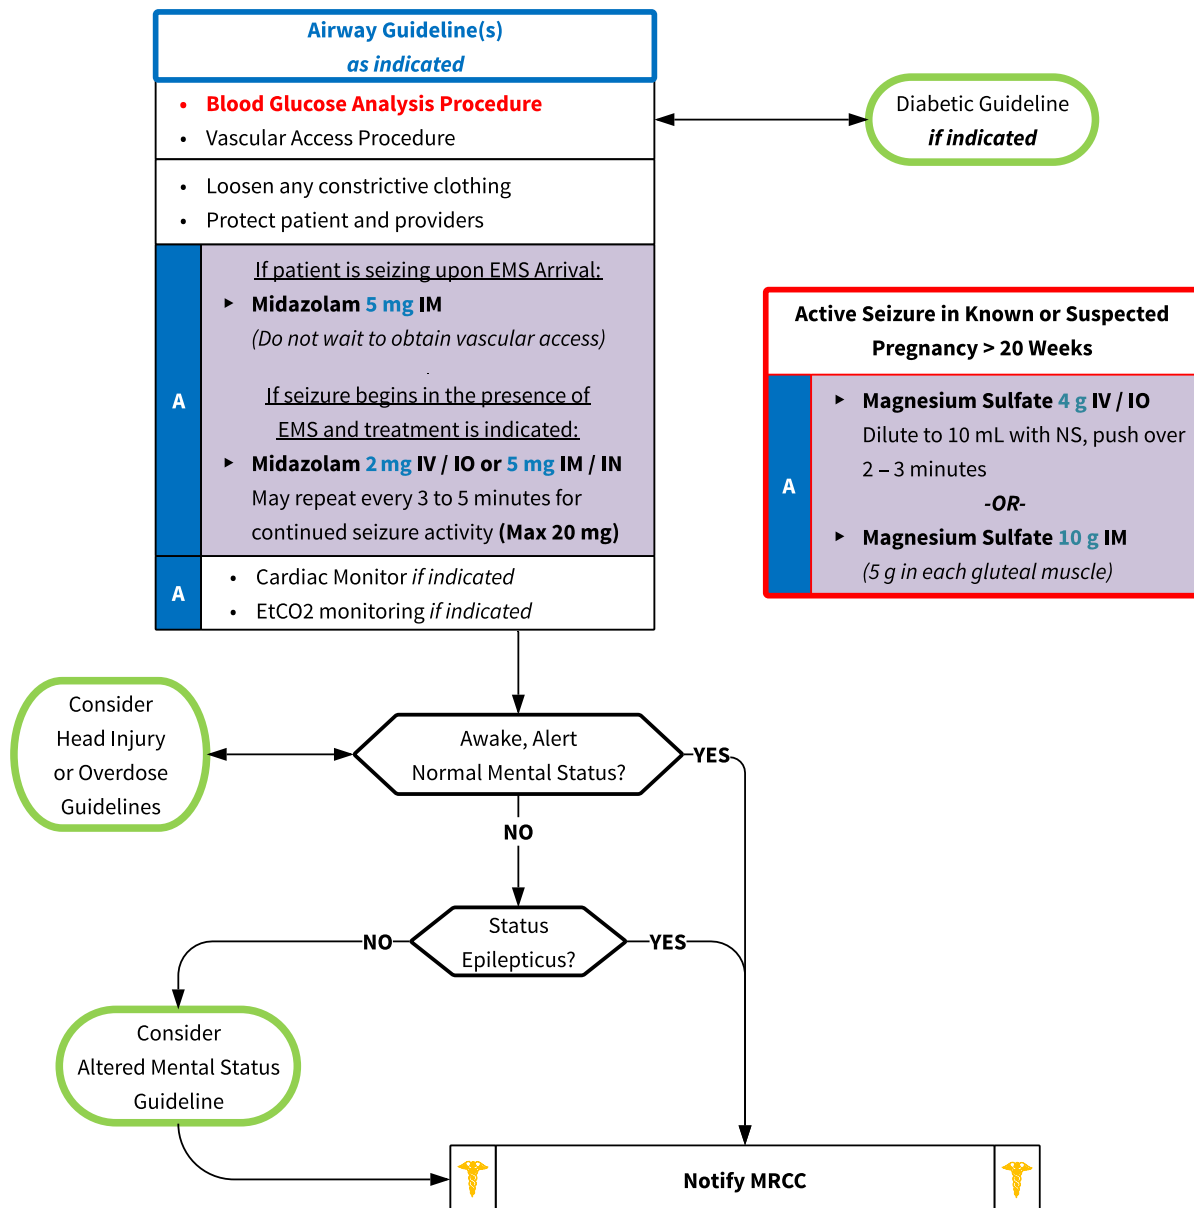 Airway Guideline(s)
as indicated
• Blood Glucose Analysis Procedure
• Vascular Access Procedure
Diabetic Guideline
if indicated
• Loosen any constrictive clothing
• Protect patient and providers
A
If patient is seizing upon EMS Arrival:
▸ Midazolam 5 mg IM
(Do not wait to obtain vascular access)
.
If seizure begins in the presence of
EMS and treatment is indicated:
▸ Midazolam 2 mg IV / IO or 5 mg IM / IN
May repeat every 3 to 5 minutes for
continued seizure activity (Max 20 mg)
A
• Cardiac Monitor if indicated
• EtCO2 monitoring if indicated
Active Seizure in Known or Suspected
Pregnancy > 20 Weeks
A
▸ Magnesium Sulfate 4 g IV / IO
Dilute to 10 mL with NS, push over
2 – 3 minutes
-OR-
▸ Magnesium Sulfate 10 g IM
(5 g in each gluteal muscle)
Consider
Head Injury
or Overdose
Guidelines
Awake, Alert
Normal Mental Status?
YES
NO
Status
Epilepticus?
NO
YES
Consider
Altered Mental Status
Guideline
Notify MRCC